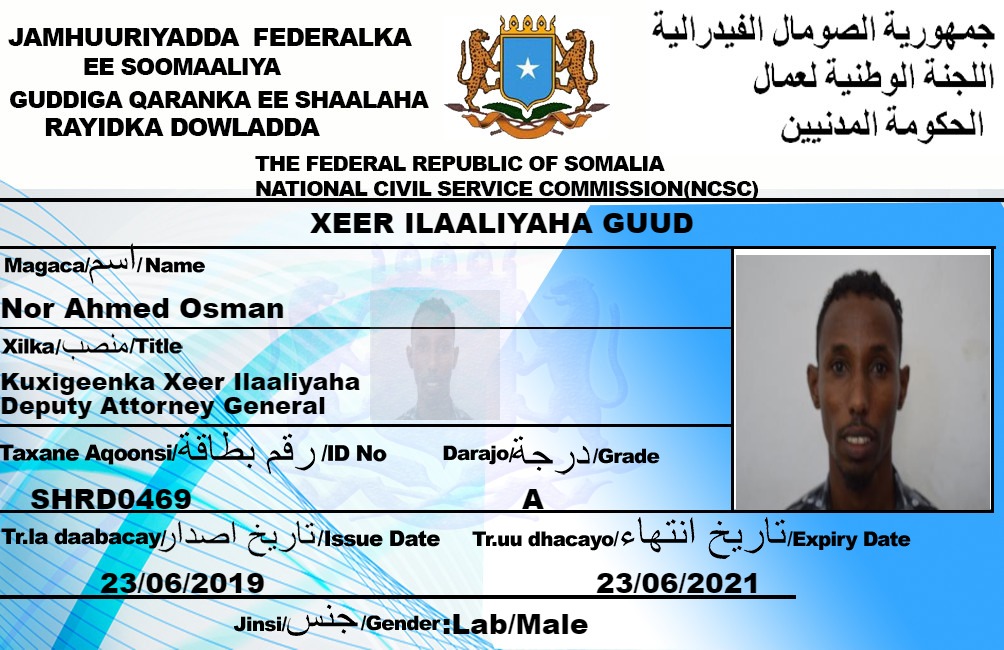 JAMHUURIYADDA FEDERALKA
EE SOOMAALIYA
GUDDIGA QARANKA EE SHAALAHA
RAYIDKA DOWLADDA
جمهورية الصومال الفيدرالية
اللجنة الوطنية لعمال
الحكومة المدنيين
THE FEDERAL REPUBLIC OF SOMALIA
NATIONAL CIVIL SERVICE COMMISSION(NCSC)
XEER ILAALIYAHA GUUD
Magaca/اسم/Name
Nor Ahmed Osman
Xilka/منصب/Title
Kuxigeenka Xeer Ilaaliyaha
Deputy Attorney General
Taxane Aqoonsi/رقم بطاقة/ID No
Darajo/درجة/Grade
SHRD0469
A
Tr.la daabacay/تاريخ اصدار/Issue Date
Tr.uu dhacayo/تاريخ انتهاء/Expiry Date
23/06/2019
23/06/2021
Jinsi/جنس/Gender:Lab/Male